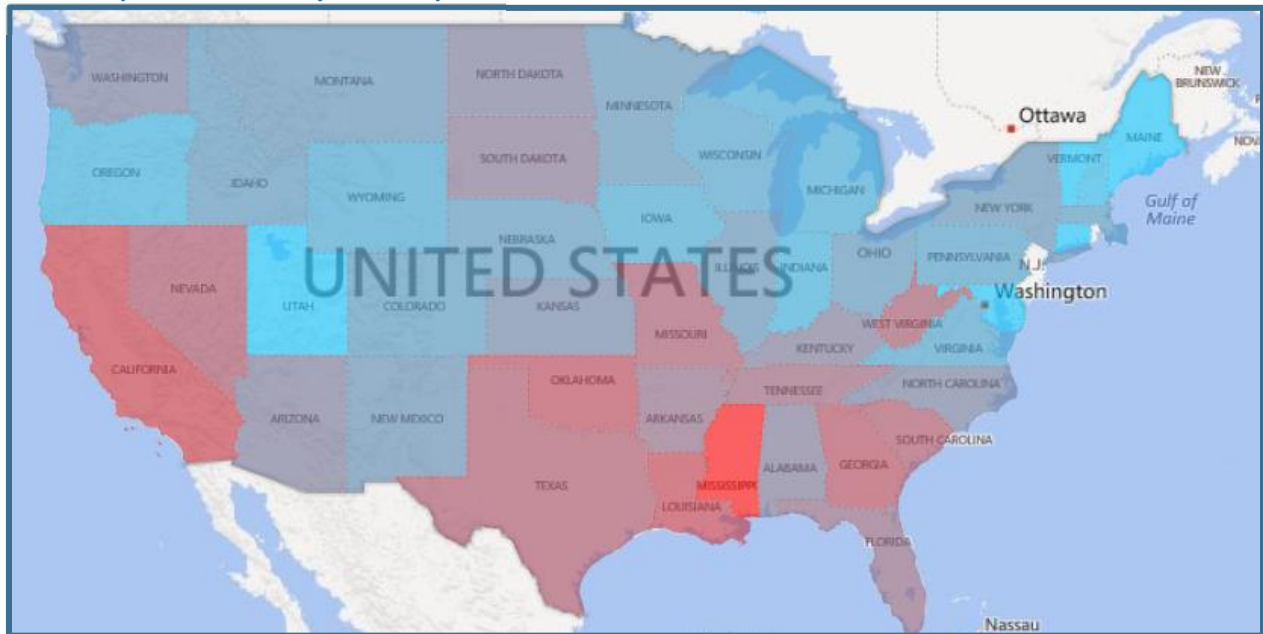 WASHINGTON
MONTANA
NORTH DAKOTA
MINNESOTA
NEW BRUNSWICK
Ottawa
MAINE
OREGON
IDAHO
SOUTH DAKOTA
WISCONSIN
MICHIGAN
VERMONT
WYOMING
NEW YORK
Gulf of Maine
IOWA
NEBRASKA
UNITED STATES
NEVADA
UTAH
COLORADO
KANSAS
ILLINOIS
INDIANA
OHIO
PENNSYLVANIA
N.J.
Washington
CALIFORNIA
MISSOURI
WEST VIRGINIA
KENTUCKY
VIRGINIA
ARIZONA
NEW MEXICO
OKLAHOMA
ARKANSAS
TENNESSEE
NORTH CAROLINA
SOUTH CAROLINA
TEXAS
LOUISIANA
MISSISSIPPI
ALABAMA
GEORGIA
FLORIDA
Nassau